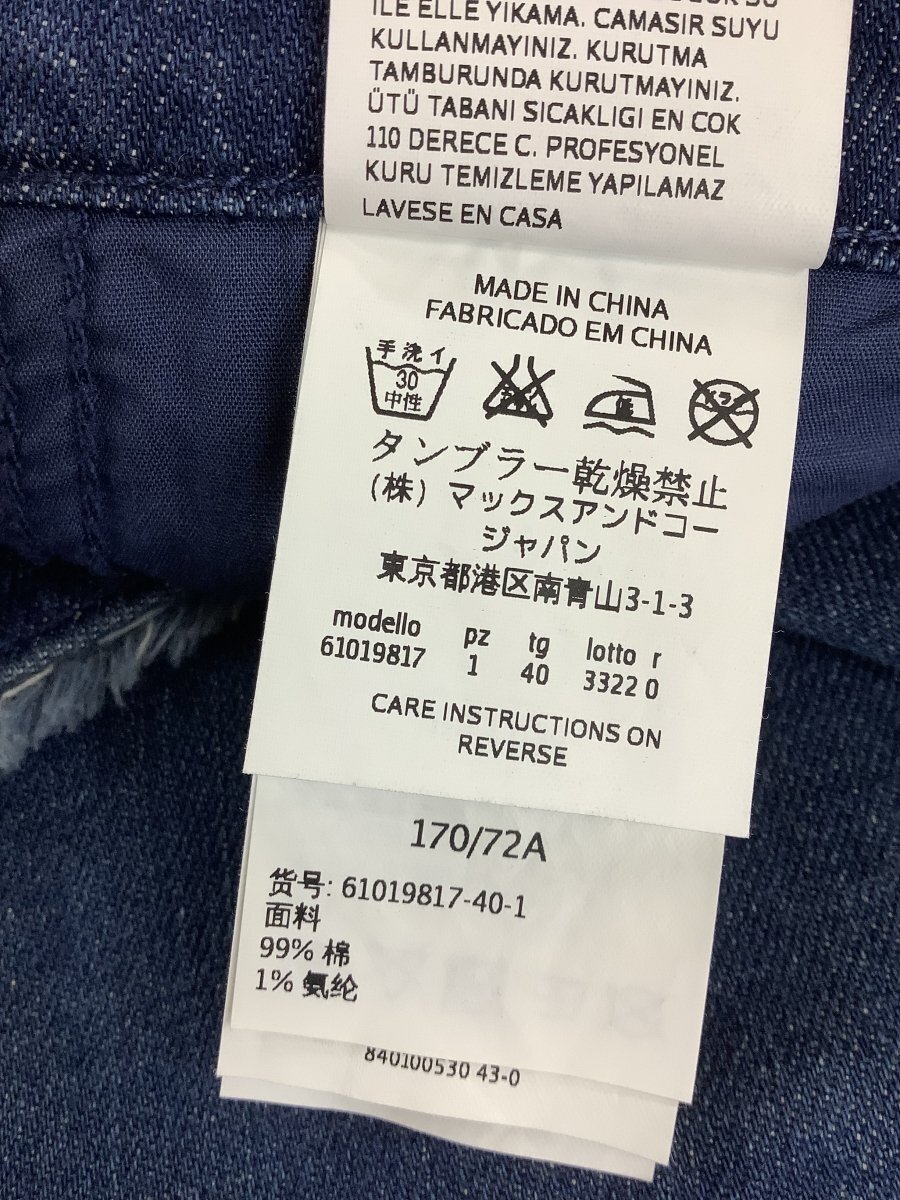 ILE ELLE YIKAMA. CAMASIR SUYU
KULLANMAYINIZ. KURUTMA
TAMBURUNDA KURUTMAYINIZ.
ÜTÜ TABANI SICAKLIGI EN COK
110 DERECE C. PROFESYONEL
KURU TEMIZLEME YAPILAMAZ
LAVESE EN CASA
MADE IN CHINA
FABRICADO EM CHINA
手洗イ
30
中性
低
タンブラー乾燥禁止
(株) マックスアンドコー
ジャパン
東京都港区南青山3-1-3
modello pz tg lotto r
61019817 1 40 3322 0
CARE INSTRUCTIONS ON
REVERSE
170/72A
货号: 61019817-40-1
面料
99% 棉
1% 氨纶
840100530 43-0